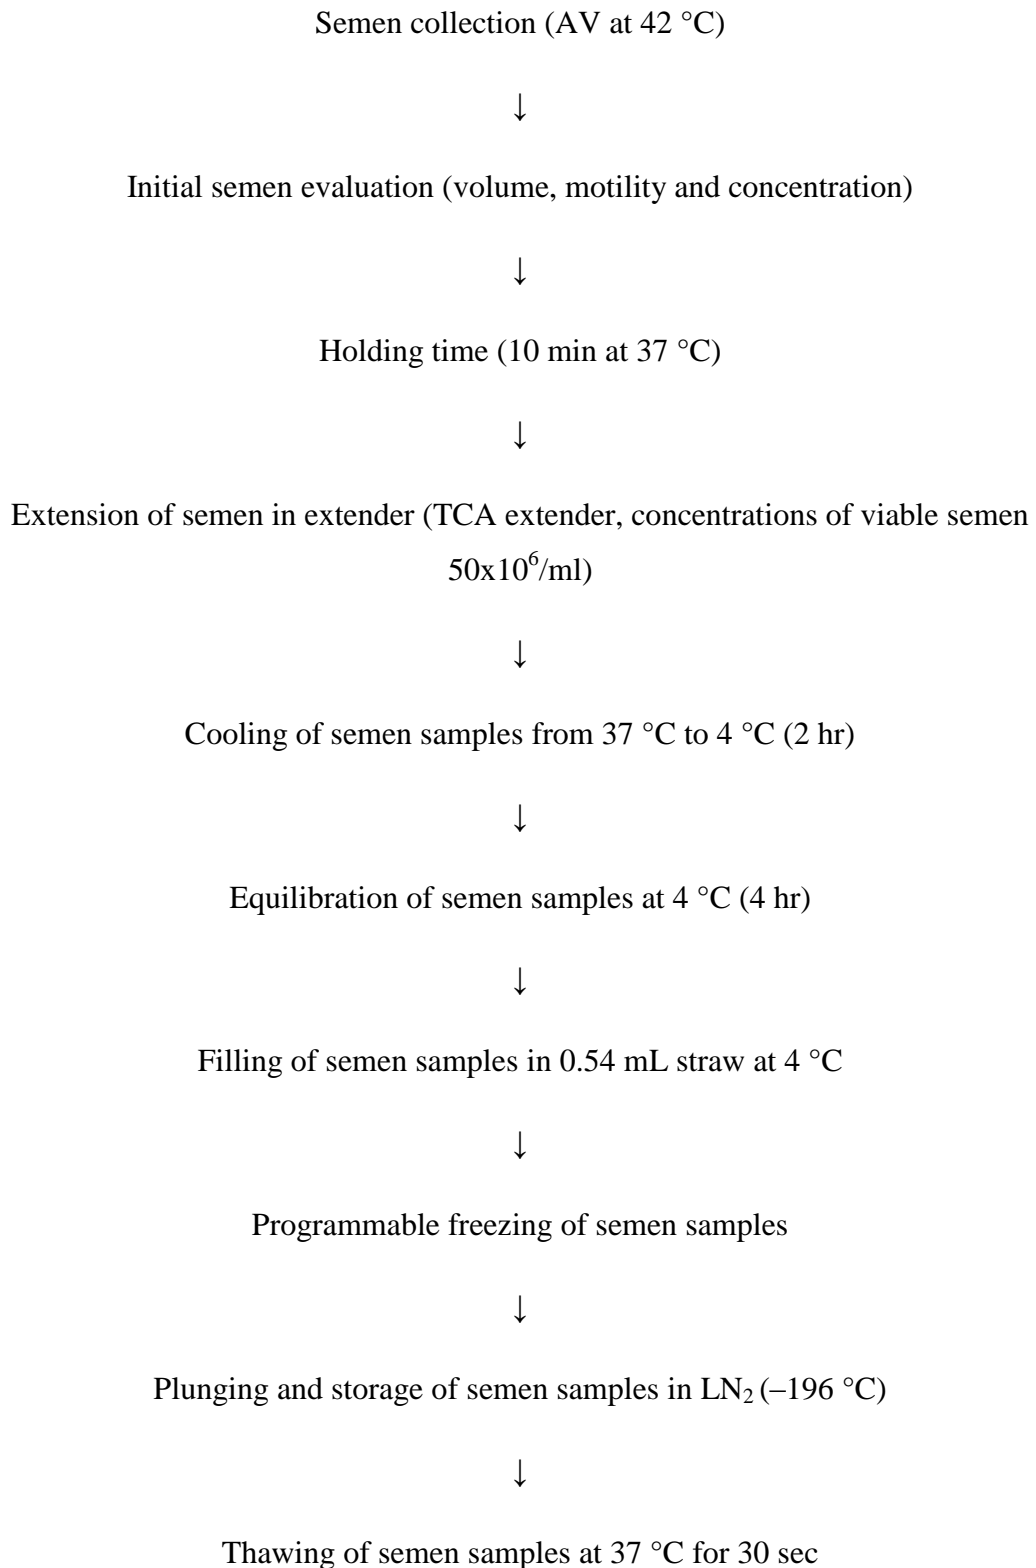 Semen collection (AV at 42 °C)
↓
Initial semen evaluation (volume, motility and concentration)
↓
Holding time (10 min at 37 °C)
↓
Extension of semen in extender (TCA extender, concentrations of viable semen
50x10⁶/ml)
↓
Cooling of semen samples from 37 °C to 4 °C (2 hr)
↓
Equilibration of semen samples at 4 °C (4 hr)
↓
Filling of semen samples in 0.54 mL straw at 4 °C
↓
Programmable freezing of semen samples
↓
Plunging and storage of semen samples in LN₂ (–196 °C)
↓
Thawing of semen samples at 37 °C for 30 sec